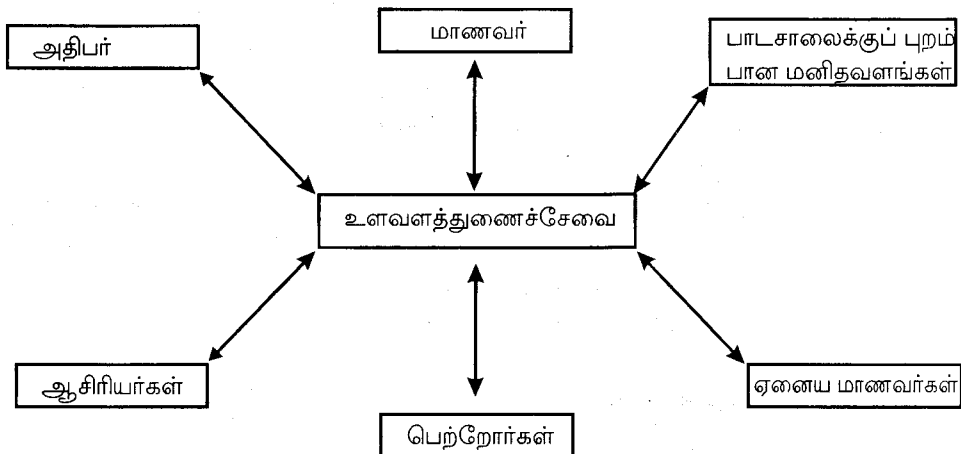 அதிபர்
மாணவர்
பாடசாலைக்குப் புறம்
பான மனிதவளங்கள்
உளவளத்துணைச்சேவை
ஆசிரியர்கள்
பெற்றோர்கள்
ஏனைய மாணவர்கள்